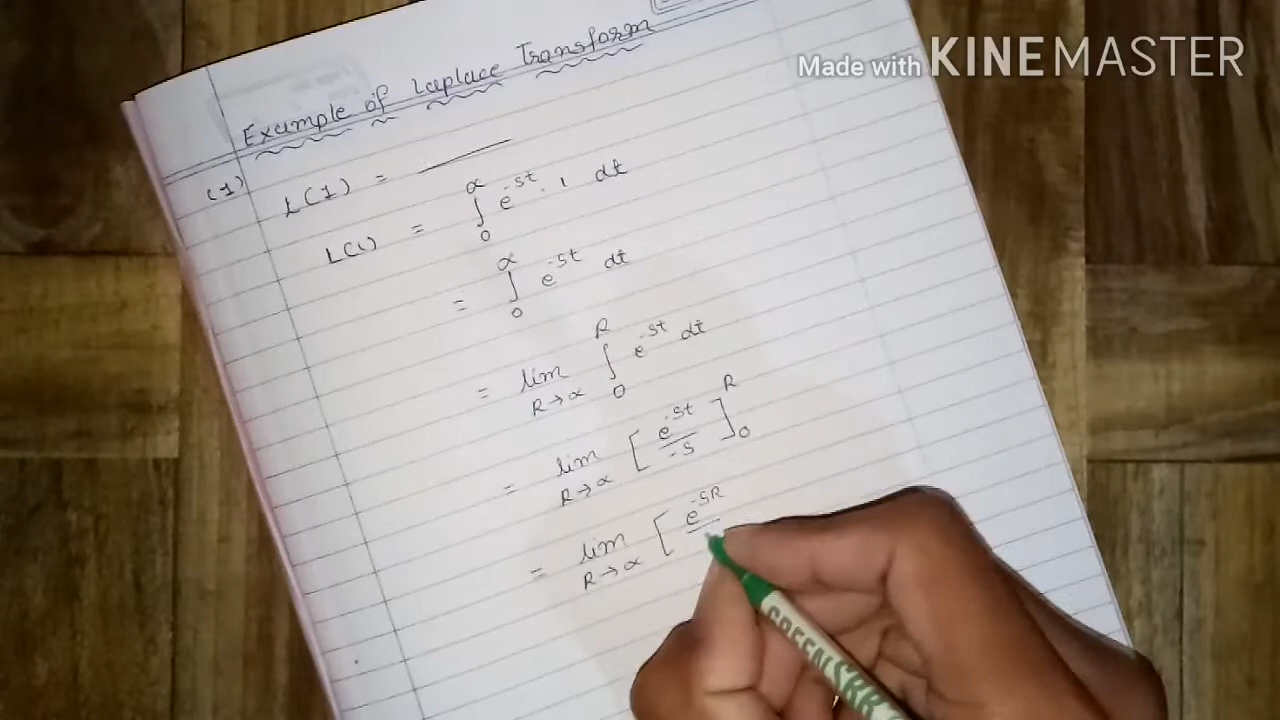 Made with KINEMASTER
Example of Laplace Transform
(1) L(1) =
L(1) = ∫₀^∝ e^-st . 1 dt
= ∫₀^∝ e^-st dt
= lim R→∝ ∫₀^R e^-st dt
= lim R→∝ [e^-st / -s]₀^R
= lim R→∝ [e^-SR